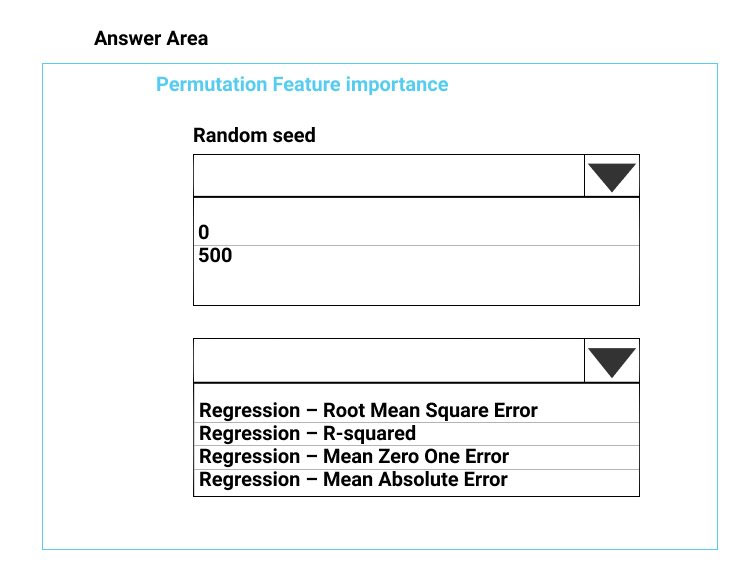 Answer Area
Permutation Feature importance
Random seed
0
500
Regression – Root Mean Square Error
Regression – R-squared
Regression – Mean Zero One Error
Regression – Mean Absolute Error